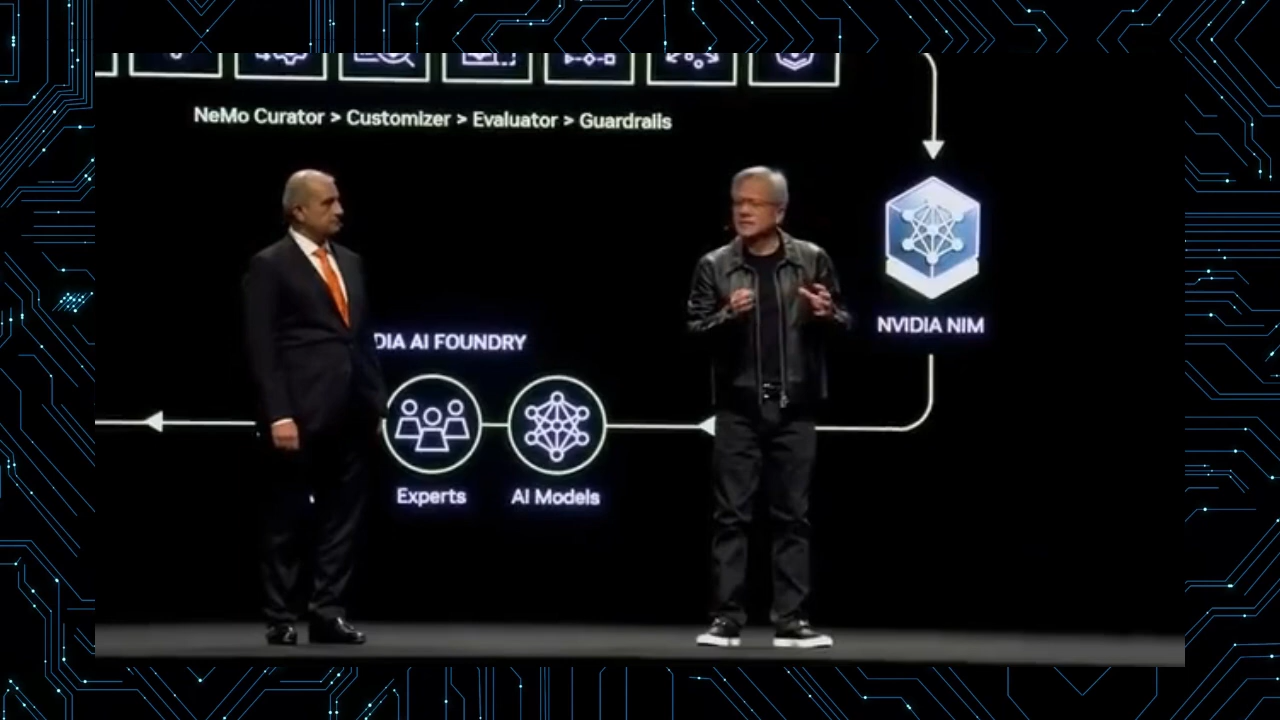 NeMo Curator > Customizer > Evaluator > Guardrails
NVIDIA NIM
DIA AI FOUNDRY
Experts
AI Models